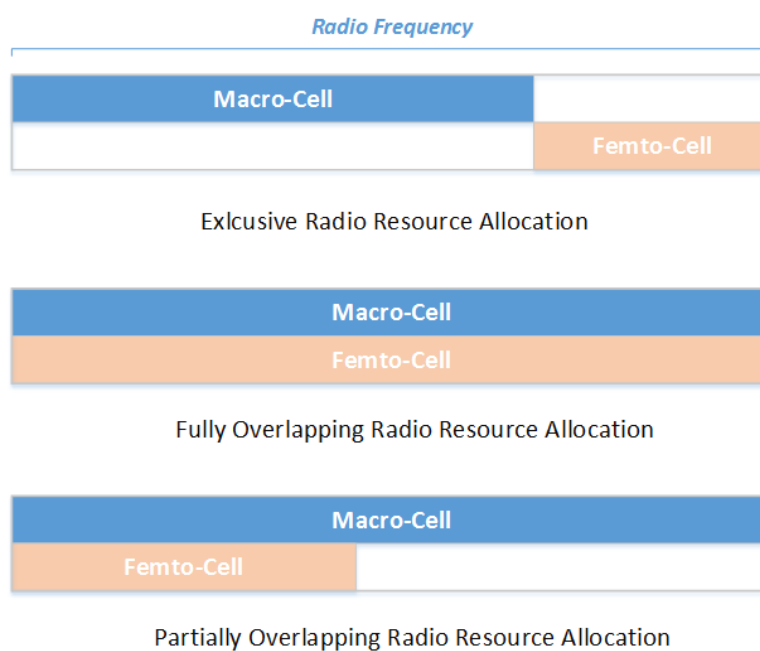 Radio Frequency
Macro-Cell
Femto-Cell
Exlcusive Radio Resource Allocation
Macro-Cell
Femto-Cell
Fully Overlapping Radio Resource Allocation
Macro-Cell
Femto-Cell
Partially Overlapping Radio Resource Allocation